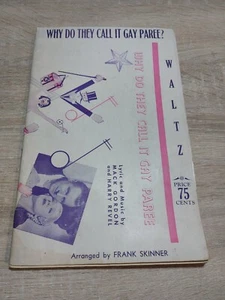 WHY DO THEY CALL IT GAY PAREE?
WALTZ
WHY DO THEY CALL IT GAY PAREE
Lyric and Music by
MACK GORDON
and HARRY REVEL
PRICE
75
CENTS
Arranged by FRANK SKINNER